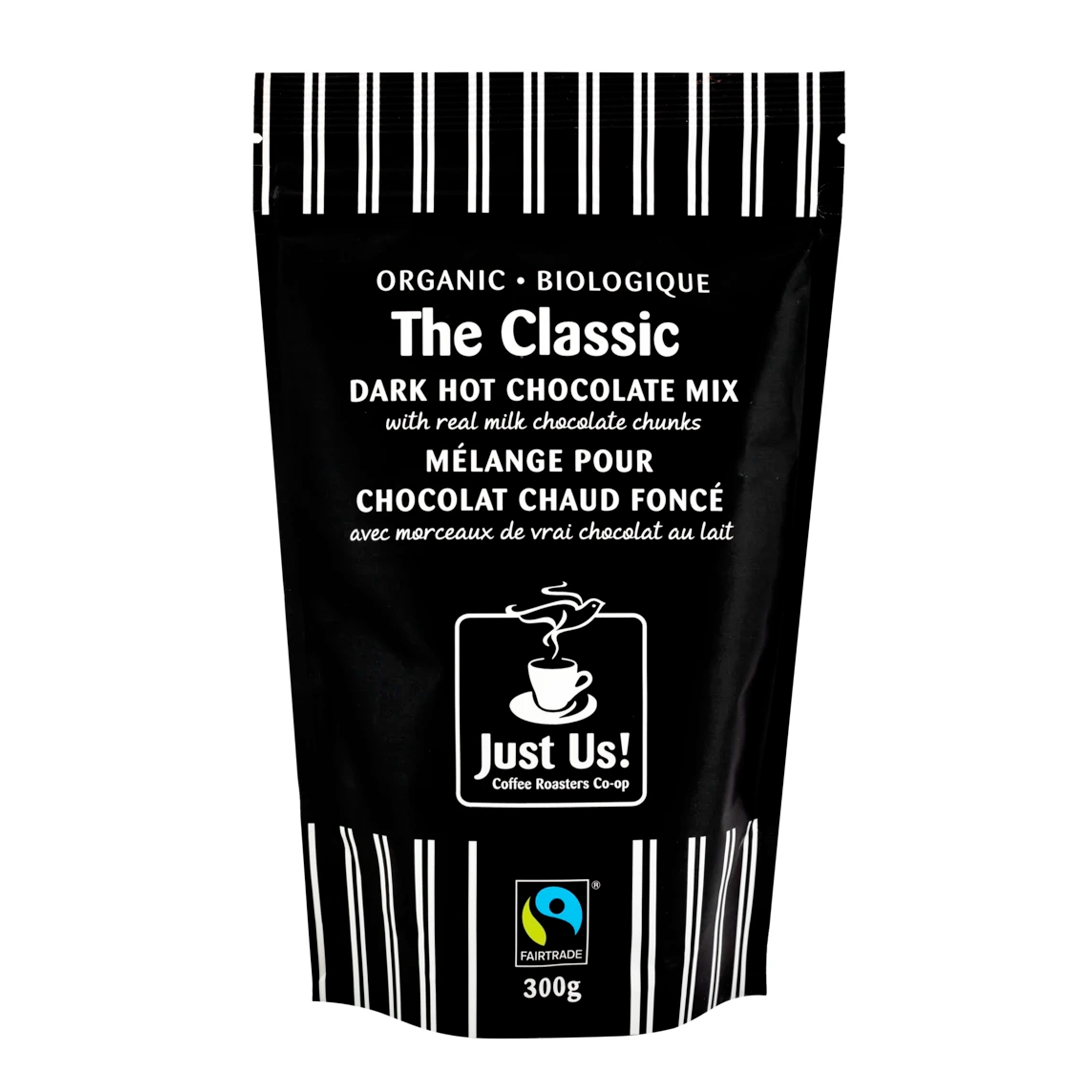 ORGANIC • BIOLOGIQUE
The Classic
DARK HOT CHOCOLATE MIX
with real milk chocolate chunks
MÉLANGE POUR
CHOCOLAT CHAUD FONCÉ
avec morceaux de vrai chocolat au lait
Just Us!
Coffee Roasters Co-op
®
FAIRTRADE
300g